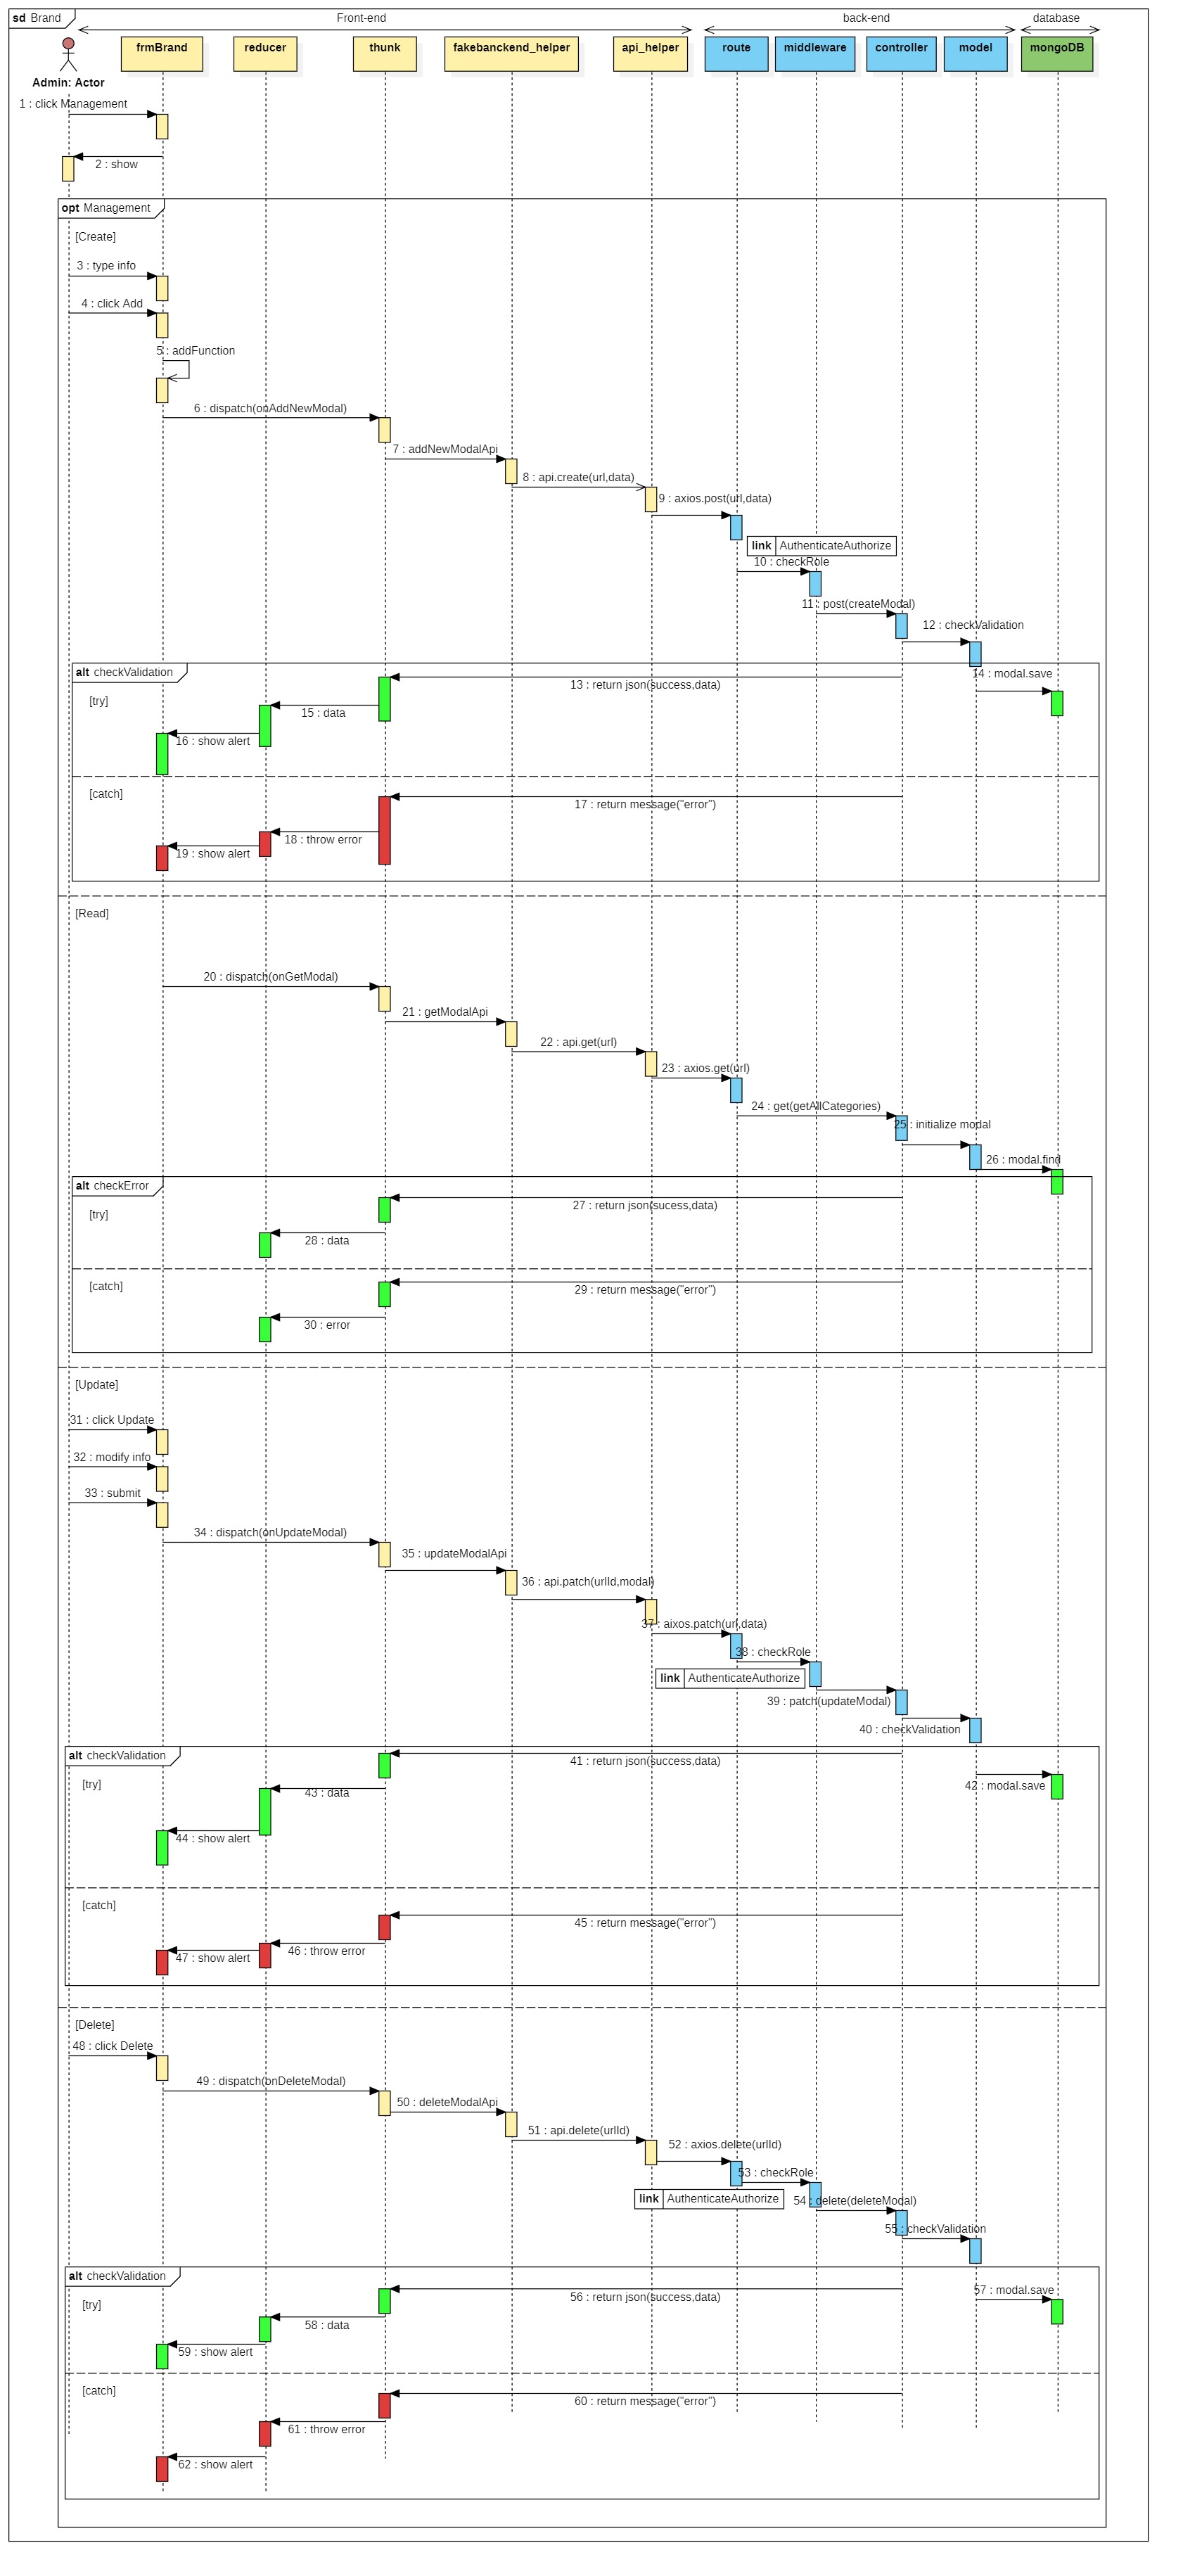 sd Brand
Front-end
back-end
database
frmBrand
reducer
thunk
fakebanckend_helper
api_helper
route
middleware
controller
model
mongoDB
Admin: Actor
1 : click Management
2 : show
opt Management
[Create]
3 : type info
4 : click Add
5 : addFunction
6 : dispatch(onAddNewModal)
7 : addNewModalApi
8 : api.create(url,data)
9 : axios.post(url,data)
link AuthenticateAuthorize
10 : checkRole
11 : post(createModal)
12 : checkValidation
alt checkValidation
14 : modal.save
13 : return json(success,data)
[try]
15 : data
16 : show alert
[catch]
17 : return message("error")
18 : throw error
19 : show alert
[Read]
20 : dispatch(onGetModal)
21 : getModalApi
22 : api.get(url)
23 : axios.get(url)
24 : get(getAllCategories)
25 : initialize modal
26 : modal.find
alt checkError
27 : return json(sucess,data)
[try]
28 : data
[catch]
29 : return message("error")
30 : error
[Update]
31 : click Update
32 : modify info
33 : submit
34 : dispatch(onUpdateModal)
35 : updateModalApi
36 : api.patch(urlId,modal)
37 : aixos.patch(url,data)
38 : checkRole
link AuthenticateAuthorize
39 : patch(updateModal)
40 : checkValidation
alt checkValidation
41 : return json(success,data)
[try]
42 : modal.save
43 : data
44 : show alert
[catch]
45 : return message("error")
46 : throw error
47 : show alert
[Delete]
48 : click Delete
49 : dispatch(onDeleteModal)
50 : deleteModalApi
51 : api.delete(urlId)
52 : axios.delete(urlId)
53 : checkRole
link AuthenticateAuthorize
54 : delete(deleteModal)
55 : checkValidation
alt checkValidation
57 : modal.save
56 : return json(success,data)
[try]
58 : data
59 : show alert
[catch]
60 : return message("error")
61 : throw error
62 : show alert